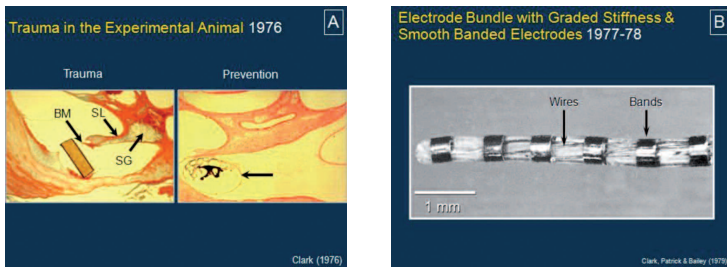 Trauma in the Experimental Animal 1976
A
Trauma
Prevention
BM
SL
SG
Clark (1976)
Electrode Bundle with Graded Stiffness &
Smooth Banded Electrodes 1977-78
B
Wires
Bands
1 mm
Clark, Patrick & Bailey (1979)